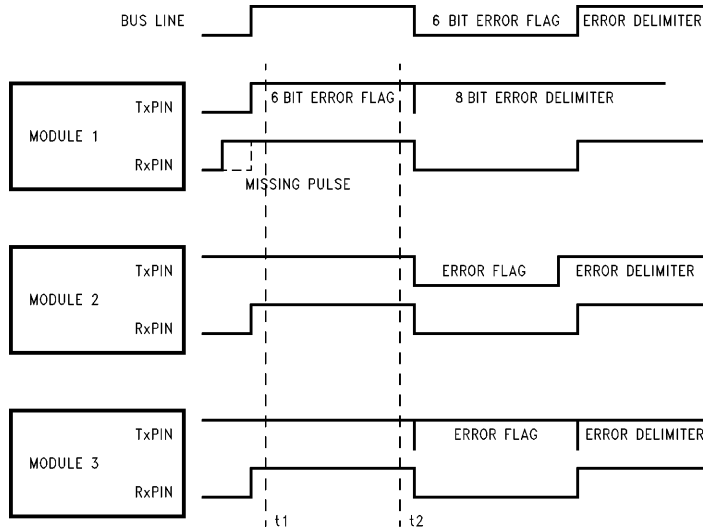 BUS LINE
6 BIT ERROR FLAG
ERROR DELIMITER
MODULE 1
TxPIN
RxPIN
6 BIT ERROR FLAG
8 BIT ERROR DELIMITER
MISSING PULSE
MODULE 2
TxPIN
RxPIN
ERROR FLAG
ERROR DELIMITER
MODULE 3
TxPIN
RxPIN
ERROR FLAG
ERROR DELIMITER
t1
t2